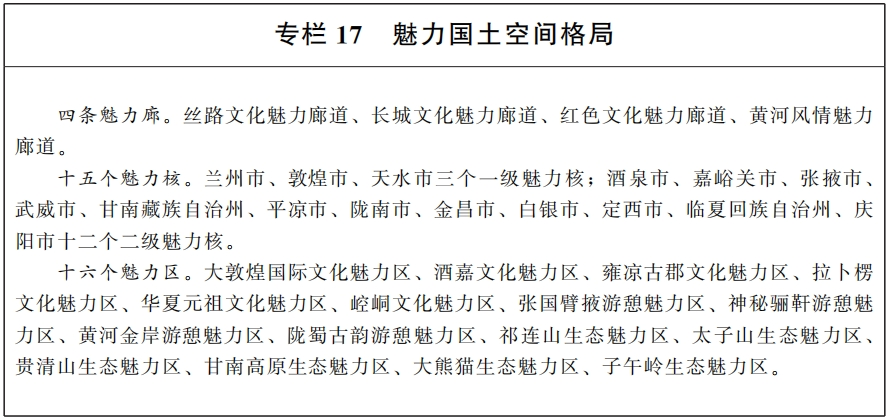 专栏 17 魅力国土空间格局
四条魅力廊。丝路文化魅力廊道、长城文化魅力廊道、红色文化魅力廊道、黄河风情魅力
廊道。
十五个魅力核。兰州市、敦煌市、天水市三个一级魅力核；酒泉市、嘉峪关市、张掖市、
武威市、甘南藏族自治州、平凉市、陇南市、金昌市、白银市、定西市、临夏回族自治州、庆
阳市十二个二级魅力核。
十六个魅力区。大敦煌国际文化魅力区、酒嘉文化魅力区、雍凉古郡文化魅力区、拉卜楞
文化魅力区、华夏元祖文化魅力区、崆峒文化魅力区、张国臂掖游憩魅力区、神秘骊靬游憩魅
力区、黄河金岸游憩魅力区、陇蜀古韵游憩魅力区、祁连山生态魅力区、太子山生态魅力区、
贵清山生态魅力区、甘南高原生态魅力区、大熊猫生态魅力区、子午岭生态魅力区。